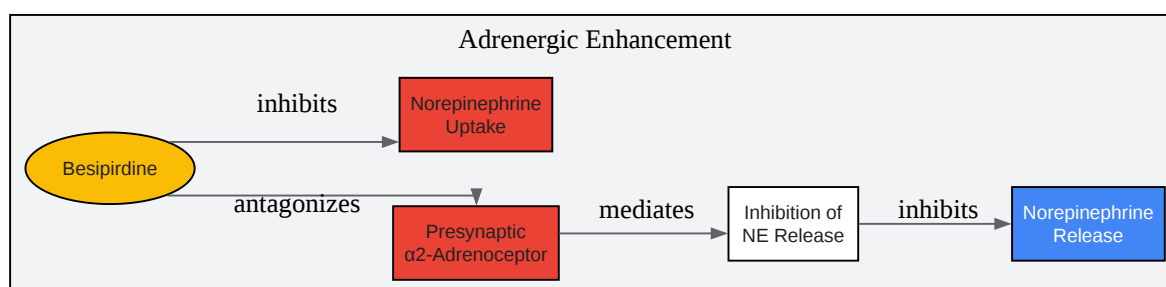 Adrenergic Enhancement
inhibits
Norepinephrine
Uptake
Besipirdine
antagonizes
Presynaptic
α2-Adrenoceptor
mediates
Inhibition of
NE Release
inhibits
Norepinephrine
Release